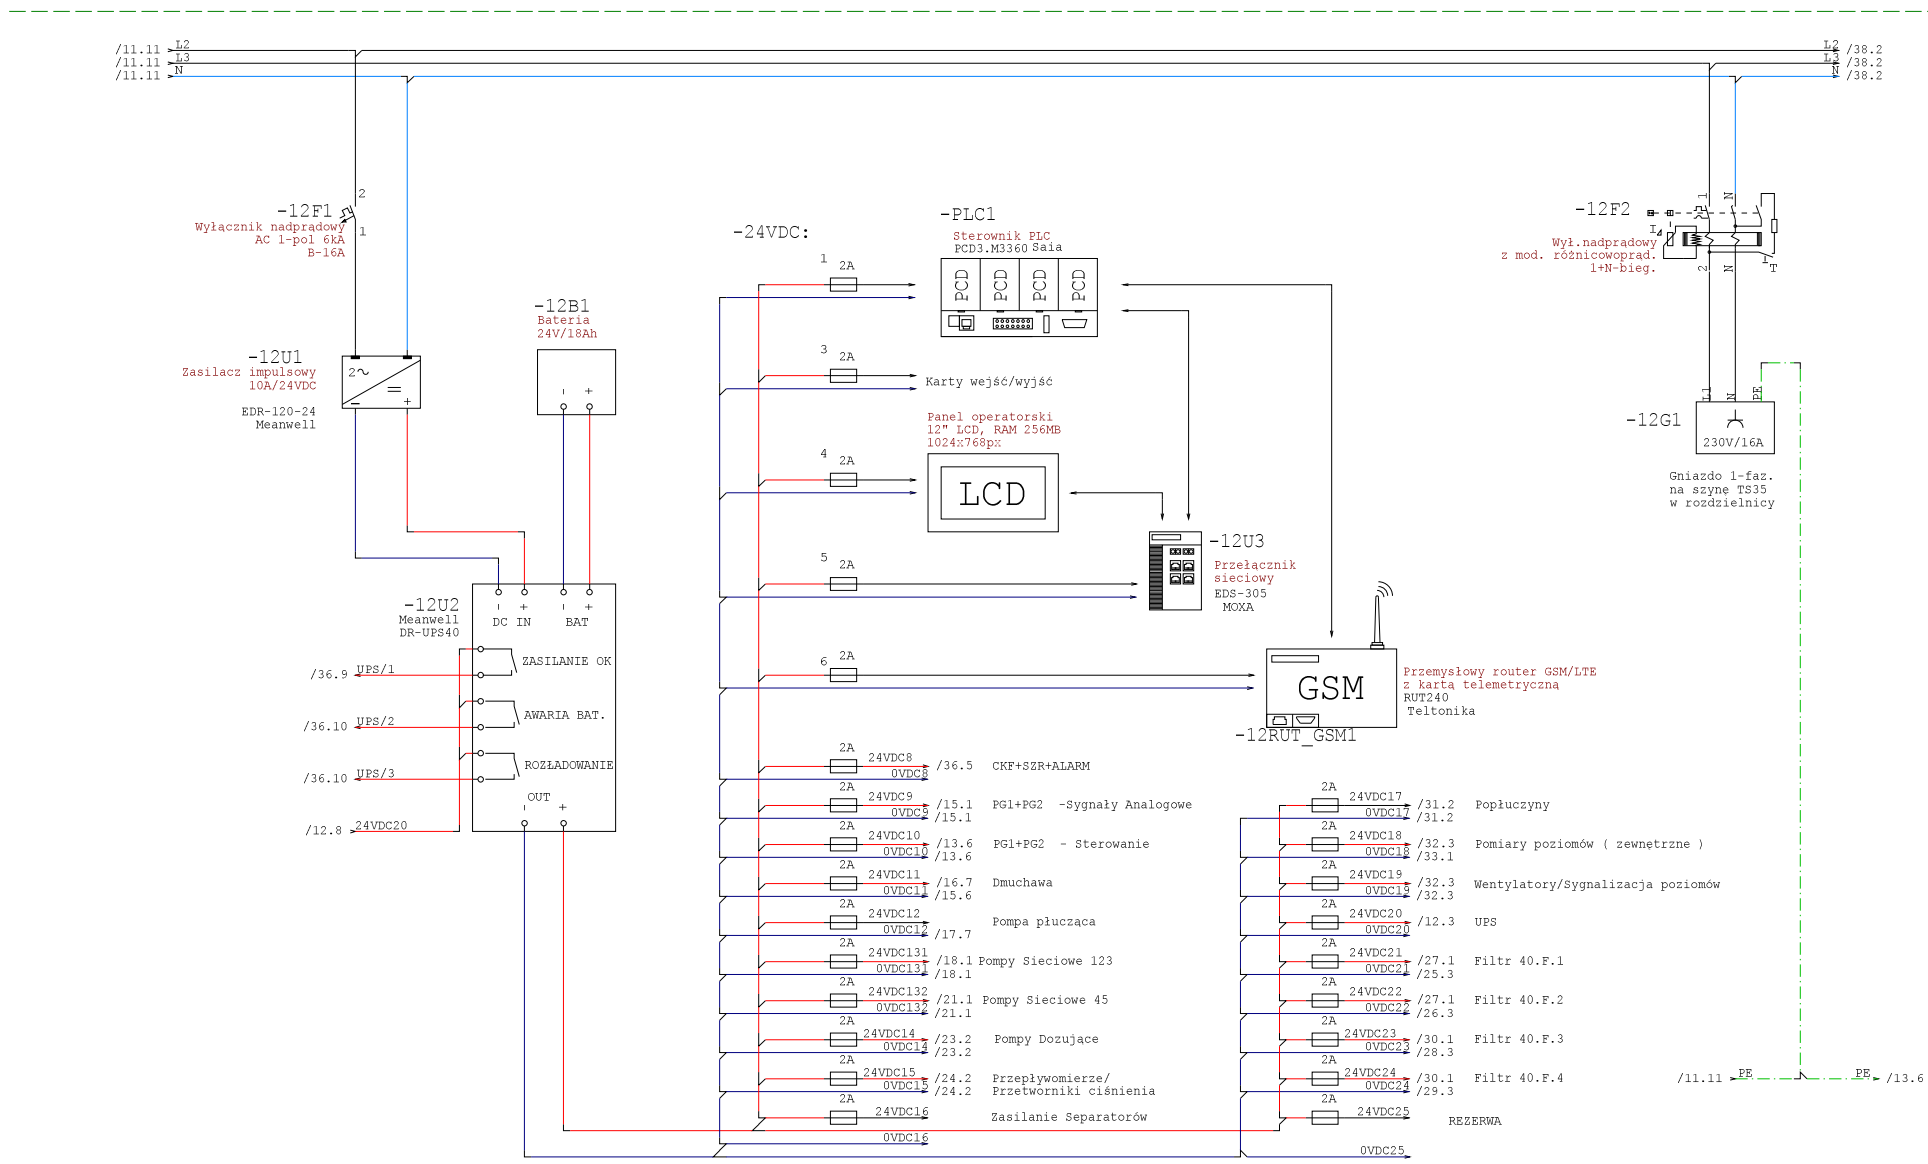 /11.11 L2
/11.11 L3
/11.11 N
L2 /38.2
L3 /38.2
N /38.2
2
-12F1
Wyłącznik nadprądowy
AC 1-pol 6kA
B-16A
1
-12U1
Zasilacz impulsowy
10A/24VDC
EDR-120-24
Meanwell
2~
- +
-12B1
Bateria
24V/18Ah
- +
-12U2
Meanwell
DR-UPS40
- + - +
DC IN BAT
ZASILANIE OK
AWARIA BAT.
ROZŁADOWANIE
OUT
- +
/36.9 UPS/1
/36.10 UPS/2
/36.10 UPS/3
/12.8 24VDC20
-24VDC:
1 2A
3 2A
4 2A
5 2A
6 2A
-PLC1
Sterownik PLC
PCD3.M3360 Saia
PCD PCD PCD PCD
Karty wejść/wyjść
Panel operatorski
12" LCD, RAM 256MB
1024x768px
LCD
-12U3
Przełącznik
sieciowy
EDS-305
MOXA
GSM
-12RUT_GSM1
Przemysłowy router GSM/LTE
z kartą telemetryczną
RUT240
Teltonika
-12F2
Wył.nadprądowy
z mod. różnicowoprąd.
1+N-bieg.
1 N
I
2 N
T
L1 N PE
-12G1
230V/16A
Gniazdo 1-faz.
na szynę TS35
w rozdzielnicy
2A 24VDC8 /36.5 CKF+SZR+ALARM
0VDC8
2A 24VDC9 /15.1 PG1+PG2 -Sygnały Analogowe
0VDC9 /15.1
2A 24VDC10 /13.6 PG1+PG2 - Sterowanie
0VDC10 /13.6
2A 24VDC11 /16.7 Dmuchawa
0VDC11 /15.6
2A 24VDC12 Pompa płucząca
0VDC12 /17.7
2A 24VDC131 /18.1 Pompy Sieciowe 123
0VDC131 /18.1
2A 24VDC132 /21.1 Pompy Sieciowe 45
0VDC132 /21.1
2A 24VDC14 /23.2 Pompy Dozujące
0VDC14 /23.2
2A 24VDC15 /24.2 Przepływomierze/
0VDC15 /24.2 Przetworniki ciśnienia
2A 24VDC16 Zasilanie Separatorów
0VDC16
2A 24VDC17 /31.2 Popłuczyny
0VDC17 /31.2
2A 24VDC18 /32.3 Pomiary poziomów ( zewnętrzne )
0VDC18 /33.1
2A 24VDC19 /32.3 Wentylatory/Sygnalizacja poziomów
0VDC19 /32.3
2A 24VDC20 /12.3 UPS
0VDC20
2A 24VDC21 /27.1 Filtr 40.F.1
0VDC21 /25.3
2A 24VDC22 /27.1 Filtr 40.F.2
0VDC22 /26.3
2A 24VDC23 /30.1 Filtr 40.F.3
0VDC23 /28.3
2A 24VDC24 /30.1 Filtr 40.F.4
0VDC24 /29.3
2A 24VDC25 REZERWA
0VDC25
/11.11 PE PE /13.6